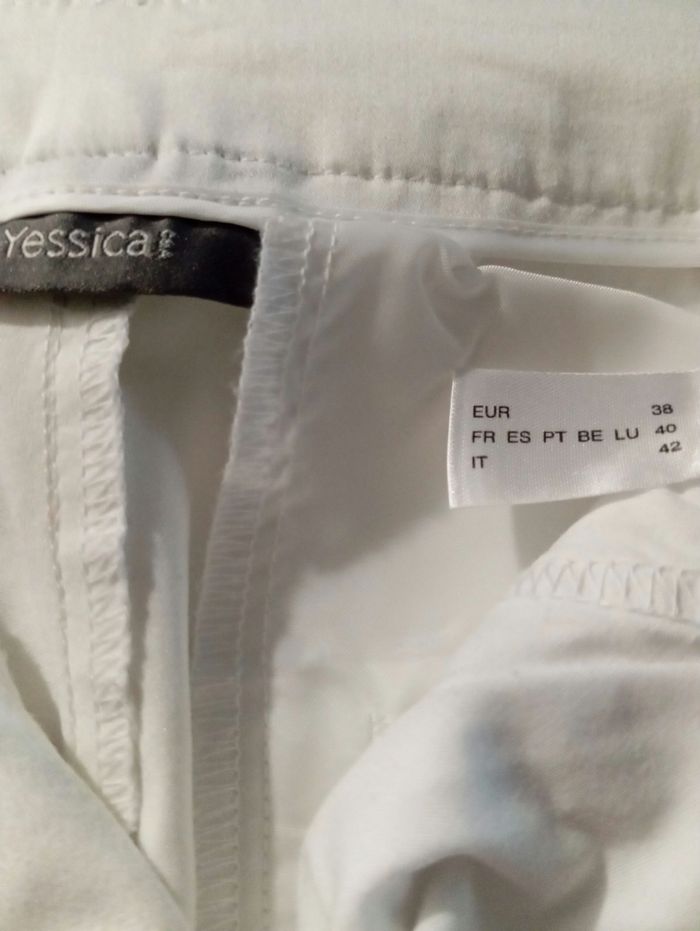 Yessica
EUR 38
FR ES PT BE LU 40
IT 42